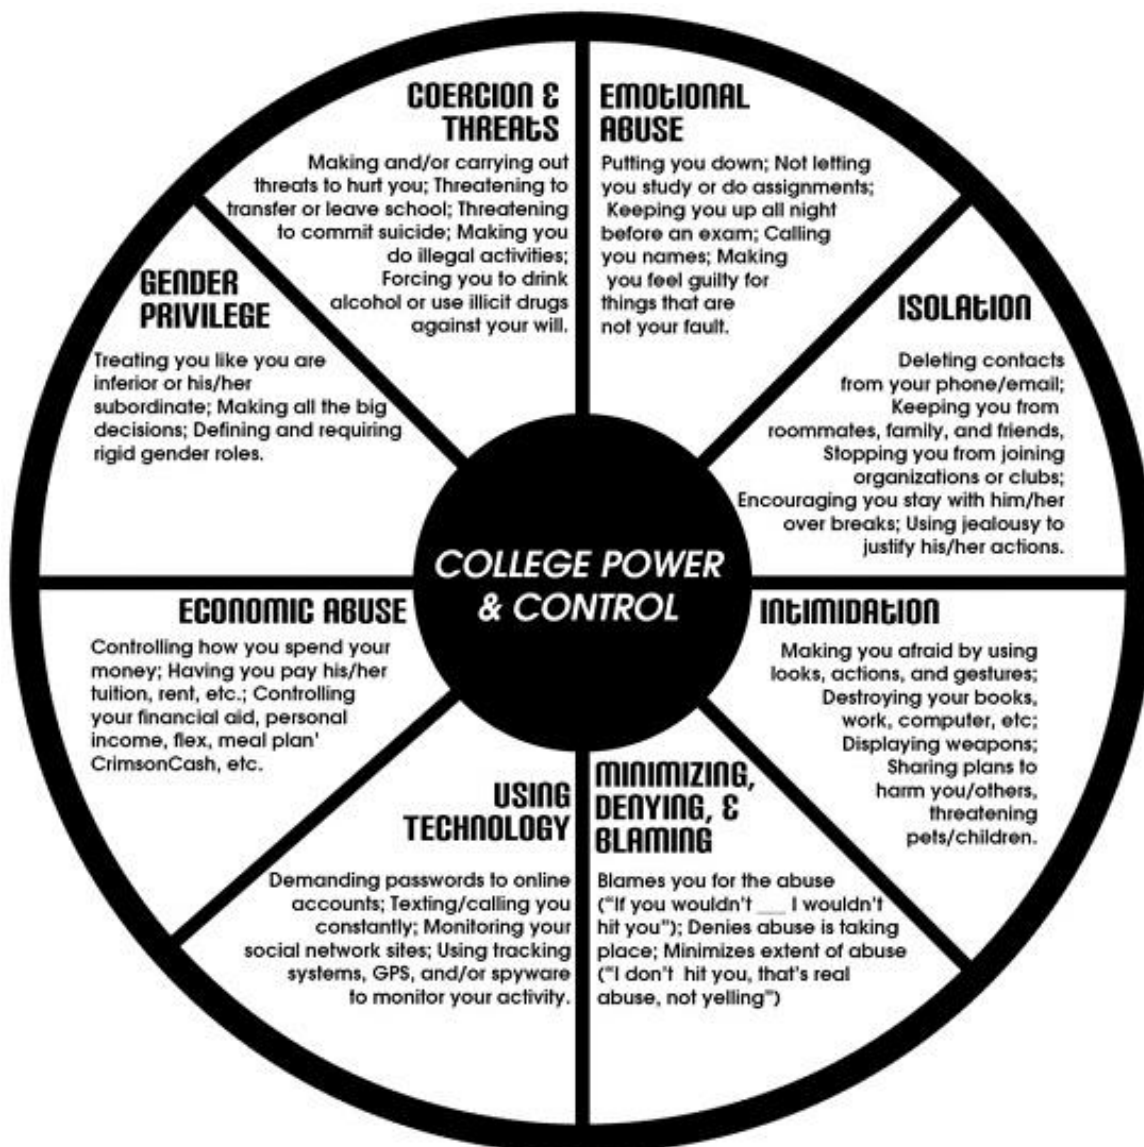 COERCION &
THREATS
Making and/or carrying out
threats to hurt you; Threatening to
transfer or leave school; Threatening
to commit suicide; Making you
do illegal activities;
Forcing you to drink
alcohol or use illicit drugs
against your will.
EMOTIONAL
ABUSE
Putting you down; Not letting
you study or do assignments;
Keeping you up all night
before an exam; Calling
you names; Making
you feel guilty for
things that are
not your fault.
ISOLATION
Deleting contacts
from your phone/email;
Keeping you from
roommates, family, and friends,
Stopping you from joining
organizations or clubs;
Encouraging you stay with him/her
over breaks; Using jealousy to
justify his/her actions.
INTIMIDATION
Making you afraid by using
looks, actions, and gestures;
Destroying your books,
work, computer, etc;
Displaying weapons;
Sharing plans to
harm you/others,
threatening
pets/children.
MINIMIZING,
DENYING, &
BLAMING
Blames you for the abuse
("If you wouldn't ___ I wouldn't
hit you"); Denies abuse is taking
place; Minimizes extent of abuse
("I don't hit you, that's real
abuse, not yelling")
USING
TECHNOLOGY
Demanding passwords to online
accounts; Texting/calling you
constantly; Monitoring your
social network sites; Using tracking
systems, GPS, and/or spyware
to monitor your activity.
ECONOMIC ABUSE
Controlling how you spend your
money; Having you pay his/her
tuition, rent, etc.; Controlling
your financial aid, personal
income, flex, meal plan'
CrimsonCash, etc.
GENDER
PRIVILEGE
Treating you like you are
inferior or his/her
subordinate; Making all the big
decisions; Defining and requiring
rigid gender roles.
COLLEGE POWER
& CONTROL